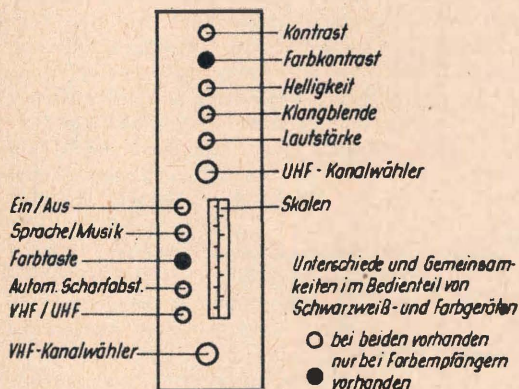 Kontrast
Farbkontrast
Helligkeit
Klangblende
Lautstärke
UHF-Kanalwähler
Skalen
Ein/Aus
Sprache/Musik
Farbtaste
Autom. Scharfabst.
VHF/UHF
VHF-Kanalwähler
Unterschiede und Gemeinsam-
keiten im Bedienteil von
Schwarzweiß- und Farbgeräten
bei beiden vorhanden
nur bei Farbempfängern
vorhanden